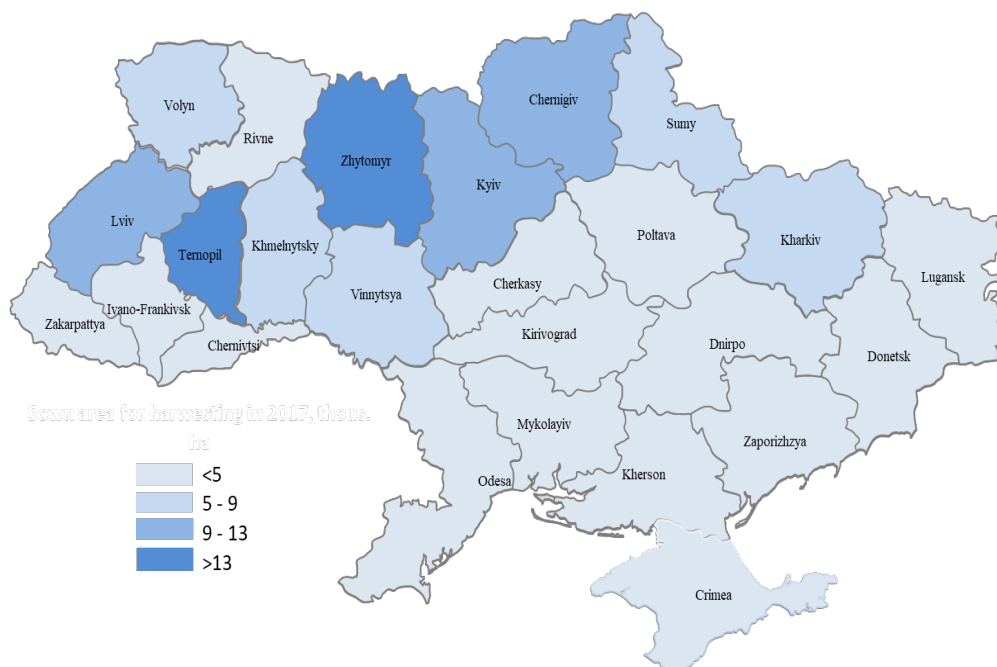 Chernigiv
Volyn
Sumy
Rivne
Zhytomyr
Kyiv
Lviv
Poltava
Kharkiv
Khmelnytsky
Ternopil
Lugansk
Cherkasy
Vinnytsya
Ivano-Frankivsk
Zakarpattya
Kirivograd
Chernivtsi
Dnirpo
Donetsk
Sown area for harwesting in 2017, thous.
ha
Mykolayiv
Zaporizhzya
Kherson
Odesa
<5
5 - 9
9 - 13
>13
Crimea